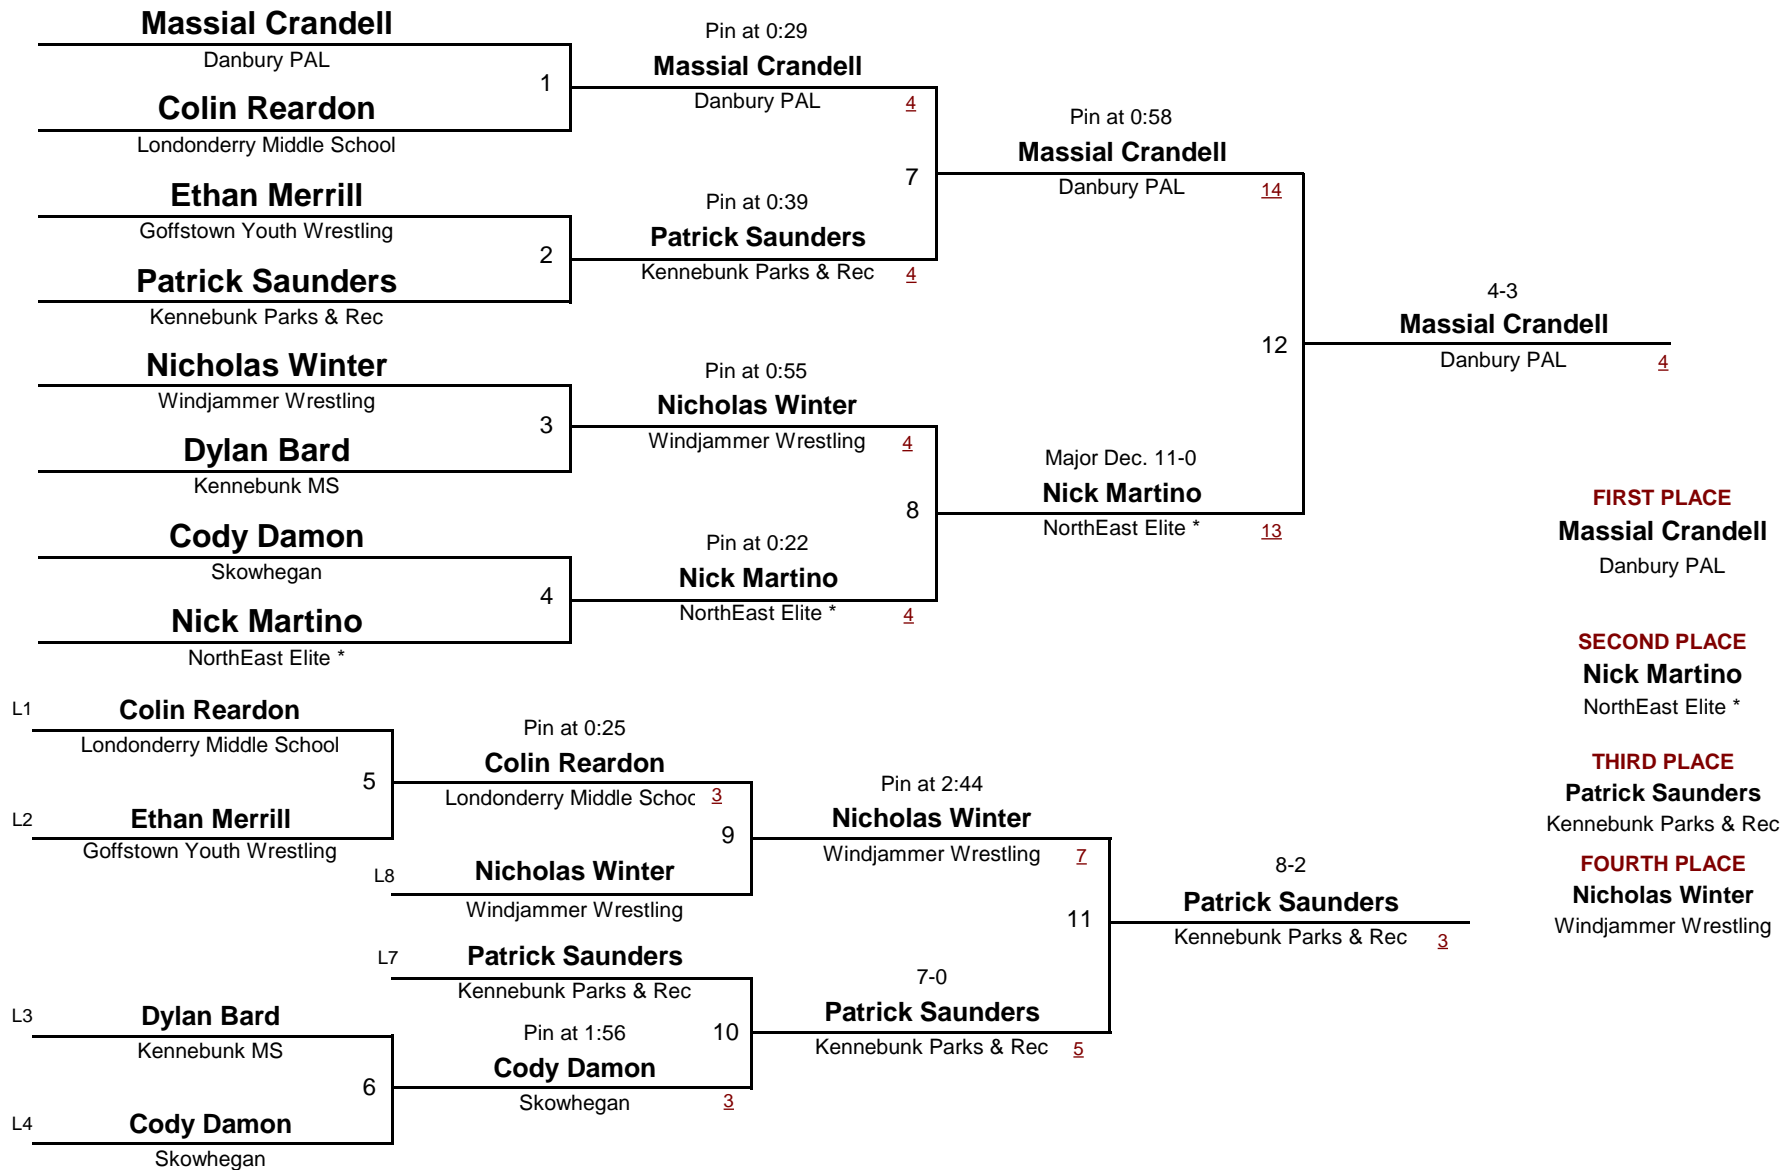 Massial Crandell
Danbury PAL
1
Colin Reardon
Londonderry Middle School
Ethan Merrill
Goffstown Youth Wrestling
2
Patrick Saunders
Kennebunk Parks & Rec
Nicholas Winter
Windjammer Wrestling
3
Dylan Bard
Kennebunk MS
Cody Damon
Skowhegan
4
Nick Martino
NorthEast Elite *
Pin at 0:29
Massial Crandell
Danbury PAL 4
7
Pin at 0:39
Patrick Saunders
Kennebunk Parks & Rec 4
Pin at 0:55
Nicholas Winter
Windjammer Wrestling 4
8
Pin at 0:22
Nick Martino
NorthEast Elite * 4
Pin at 0:58
Massial Crandell
Danbury PAL 14
12
Major Dec. 11-0
Nick Martino
NorthEast Elite * 13
4-3
Massial Crandell
Danbury PAL 4
L1 Colin Reardon
Londonderry Middle School
5
L2 Ethan Merrill
Goffstown Youth Wrestling
Pin at 0:25
Colin Reardon
Londonderry Middle Schoc 3
9
L8 Nicholas Winter
Windjammer Wrestling
L7 Patrick Saunders
Kennebunk Parks & Rec
10
L3 Dylan Bard
Kennebunk MS
6
L4 Cody Damon
Skowhegan
Pin at 1:56
Cody Damon
Skowhegan 3
Pin at 2:44
Nicholas Winter
Windjammer Wrestling 7
11
7-0
Patrick Saunders
Kennebunk Parks & Rec 5
8-2
Patrick Saunders
Kennebunk Parks & Rec 3
FIRST PLACE
Massial Crandell
Danbury PAL
SECOND PLACE
Nick Martino
NorthEast Elite *
THIRD PLACE
Patrick Saunders
Kennebunk Parks & Rec
FOURTH PLACE
Nicholas Winter
Windjammer Wrestling